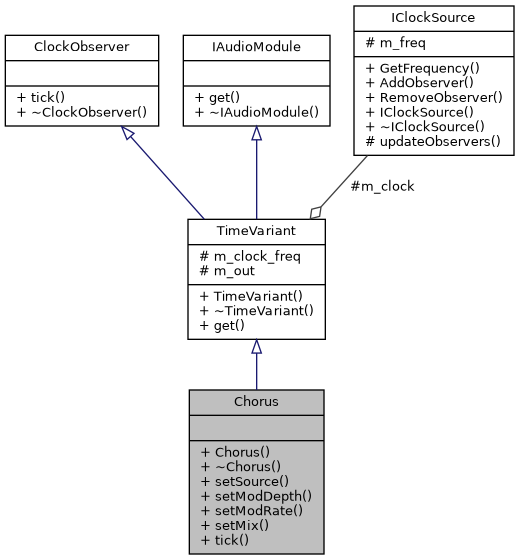 ClockObserver
+ tick()
+ ~ClockObserver()
IAudioModule
+ get()
+ ~IAudioModule()
IClockSource
# m_freq
+ GetFrequency()
+ AddObserver()
+ RemoveObserver()
+ IClockSource()
+ ~IClockSource()
# updateObservers()
#m_clock
TimeVariant
# m_clock_freq
# m_out
+ TimeVariant()
+ ~TimeVariant()
+ get()
Chorus
+ Chorus()
+ ~Chorus()
+ setSource()
+ setModDepth()
+ setModRate()
+ setMix()
+ tick()